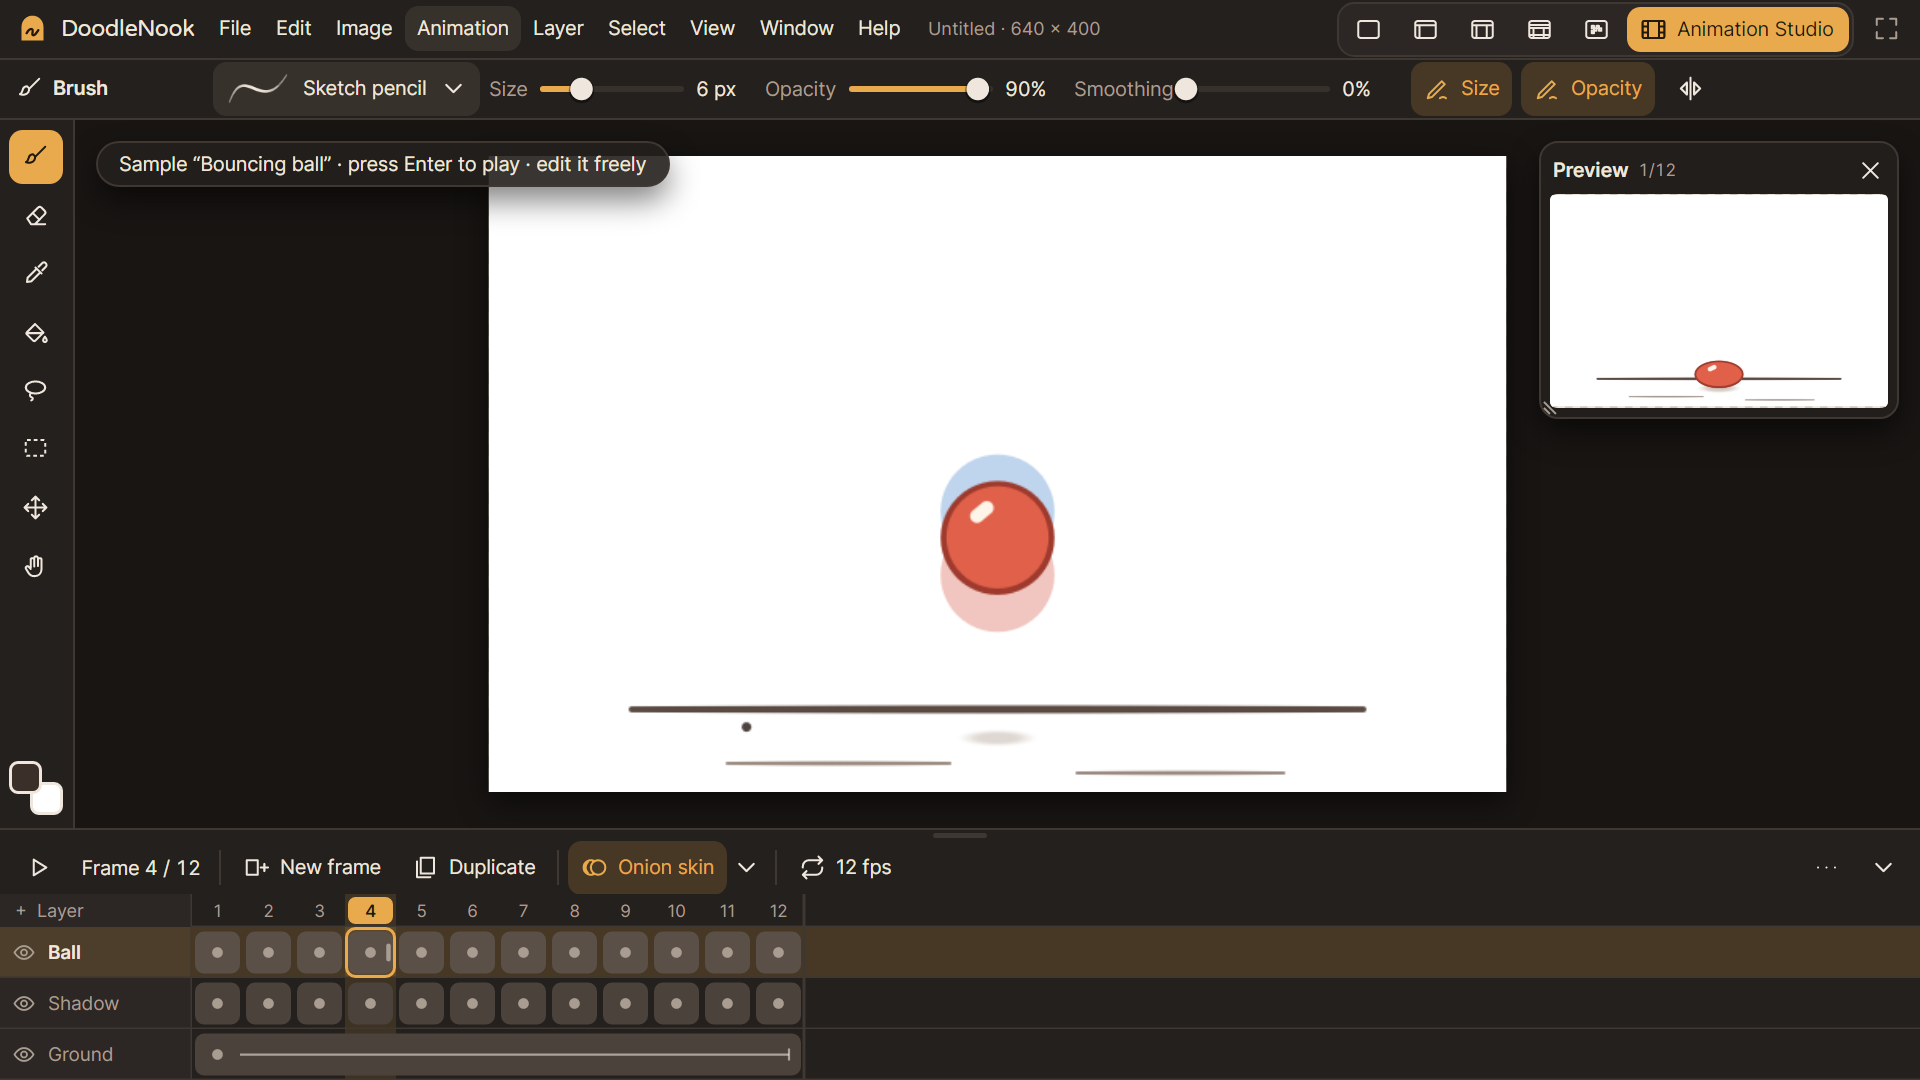 DoodleNook File Edit Image Animation Layer Select View Window Help Untitled · 640 × 400 Animation Studio
Brush Sketch pencil Size 6 px Opacity 90% Smoothing 0% Size Opacity
Sample “Bouncing ball” · press Enter to play · edit it freely
Preview 1/12
Frame 4 / 12 New frame Duplicate Onion skin 12 fps ···
+ Layer 1 2 3 4 5 6 7 8 9 10 11 12
Ball
Shadow
Ground